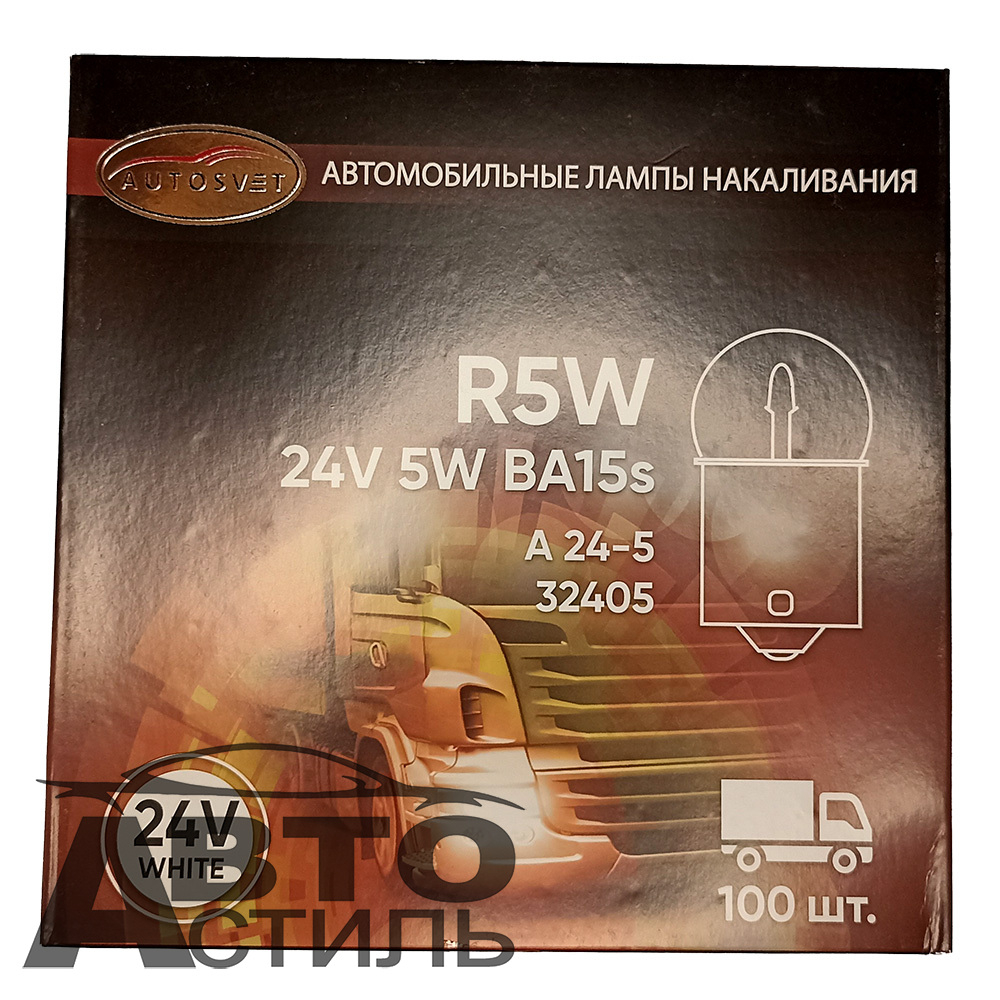 AUTOSVET
АВТОМОБИЛЬНЫЕ ЛАМПЫ НАКАЛИВАНИЯ
R5W
24V 5W BA15s
A 24-5
32405
24V
WHITE
100 шт.
АВТО
СТИЛЬ